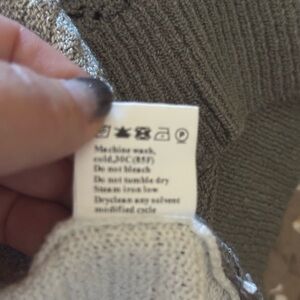 Machine wash,
cold,30C(85F)
Do not bleach
Do not tumble dry
Steam iron low
Dryclean any solvent
modified cycle